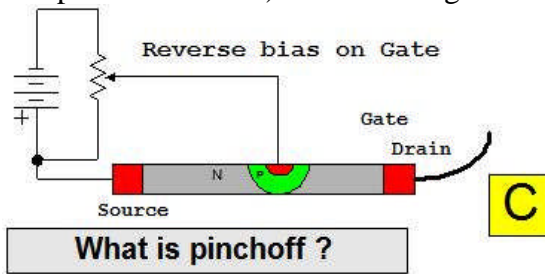 Reverse bias on Gate
+
Gate
Drain
N
P
Source
C
What is pinchoff ?